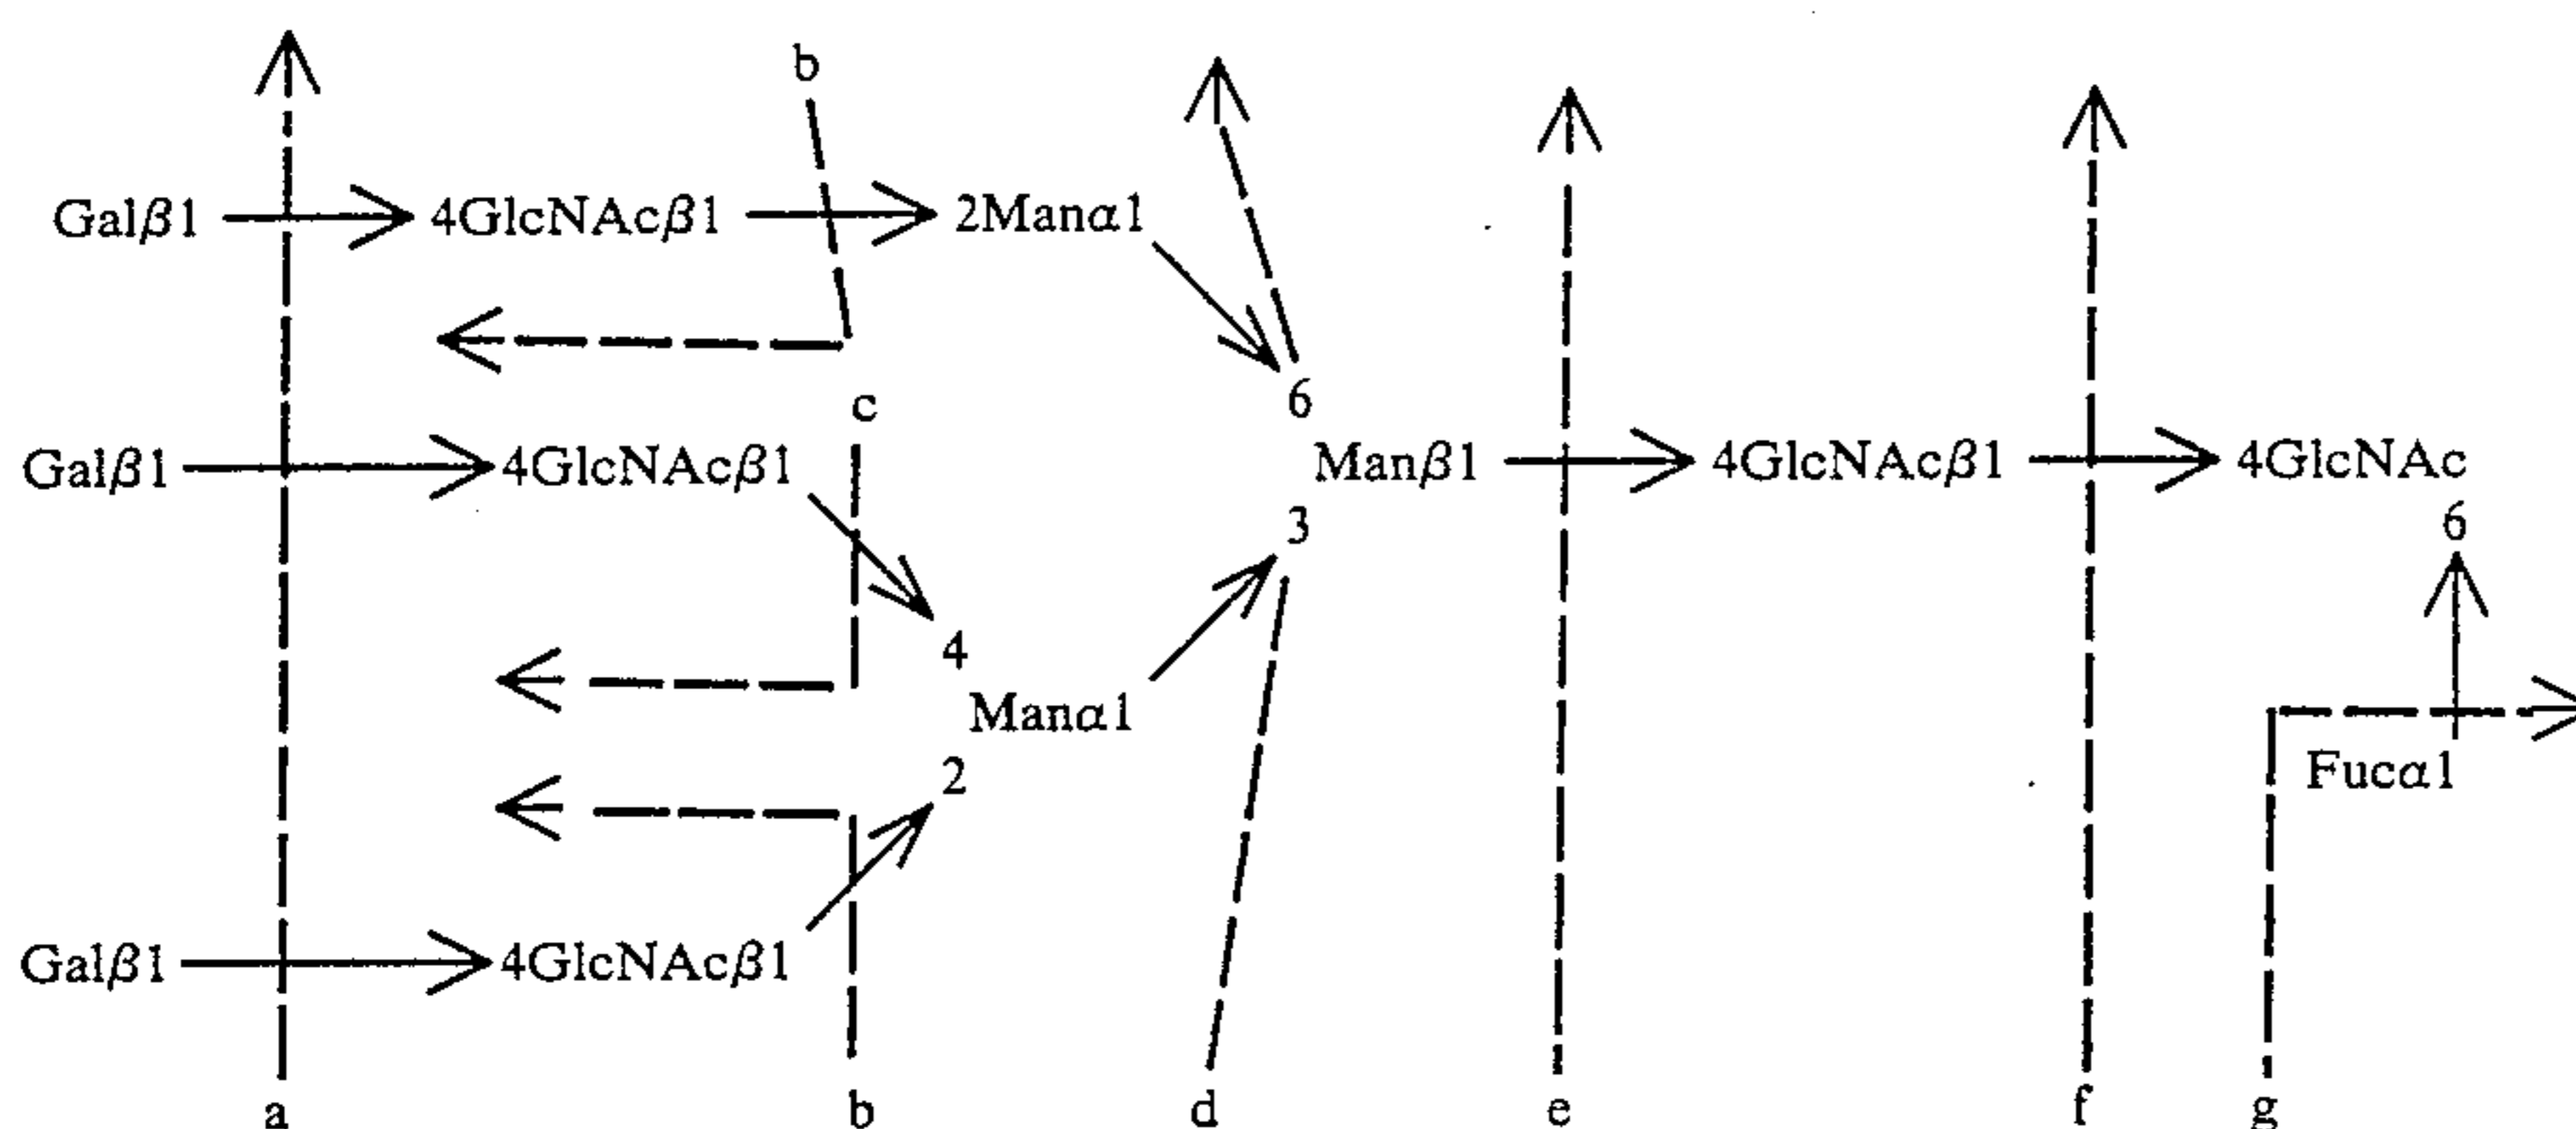 b
Galβ1 4GlcNAcβ1 2Manα1
c 6
Galβ1 4GlcNAcβ1 Manβ1 4GlcNAcβ1 4GlcNAc
3 6
4
Manα1
2 Fucα1
Galβ1 4GlcNAcβ1
a b d e f g